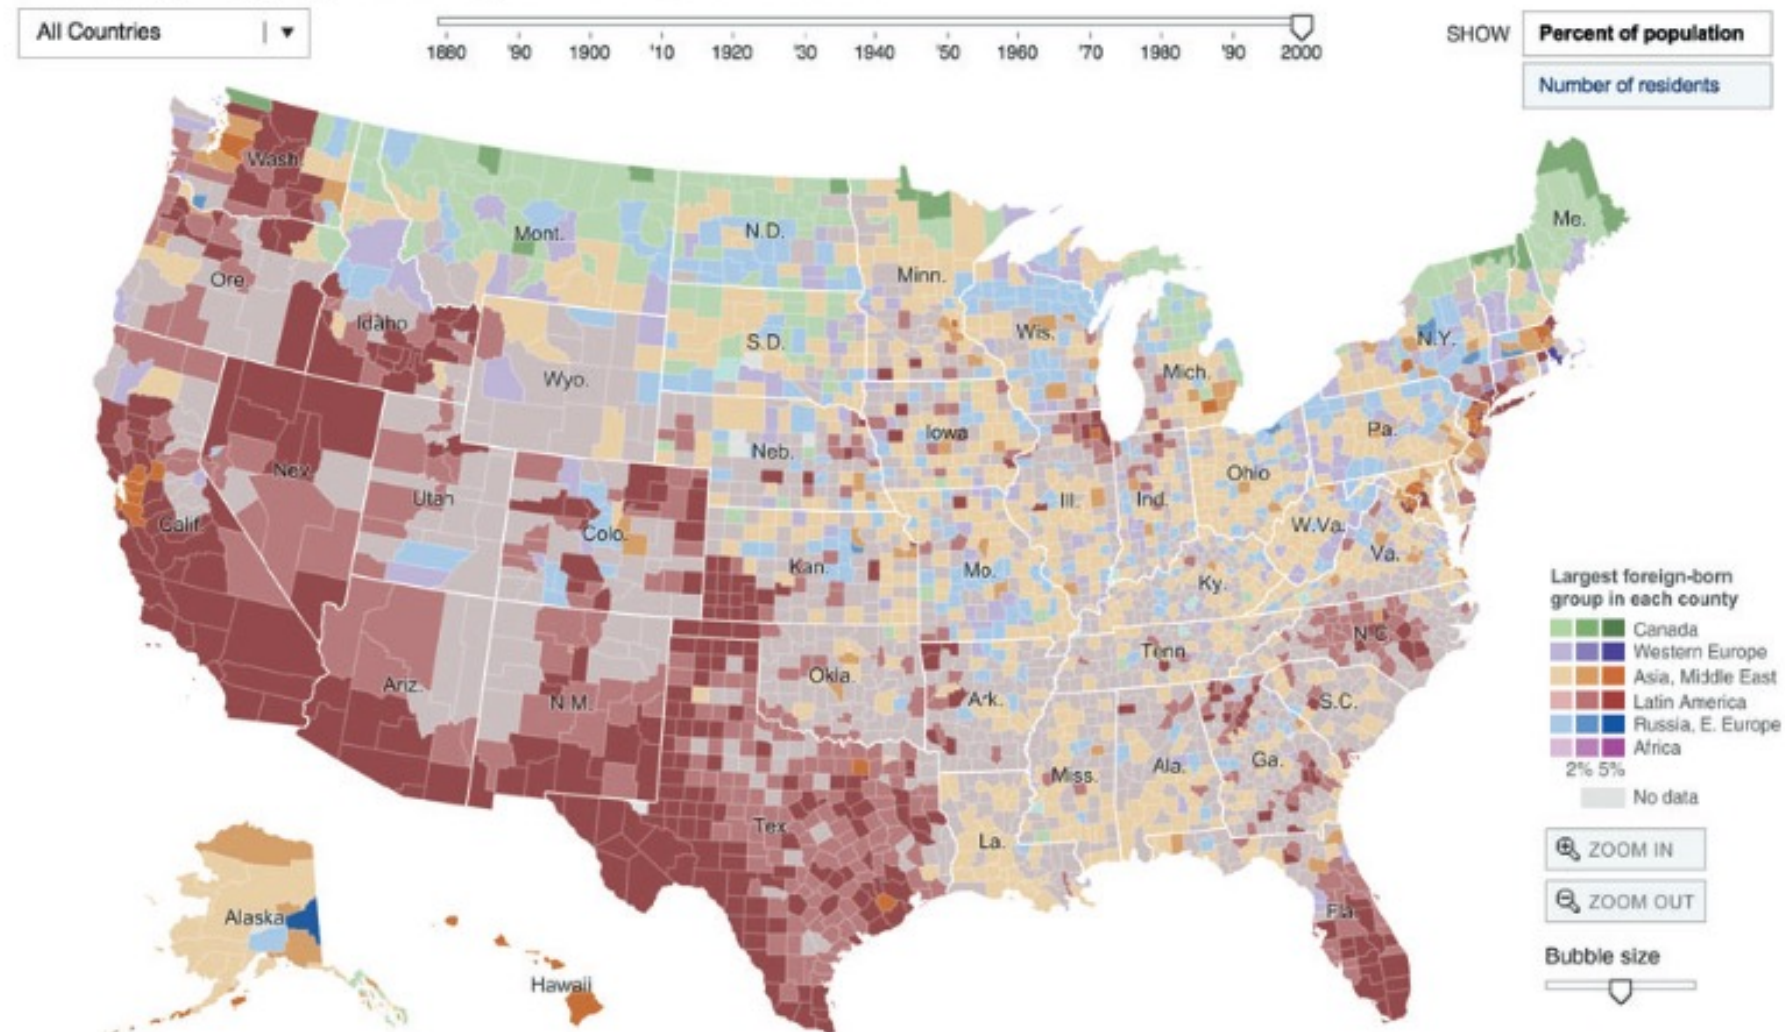 All Countries
1880 '90 1900 '10 1920 '30 1940 '50 1960 '70 1980 '90 2000
SHOW
Percent of population
Number of residents
Wash.
Ore.
Idaho
Mont.
Wyo.
Nev.
Utah
Calif.
Colo.
Ariz.
N.M.
N.D.
S.D.
Neb.
Kan.
Okla.
Tex.
Minn.
Iowa
Mo.
Ark.
La.
Wis.
Ill.
Mich.
Ind.
Ohio
Ky.
Tenn.
Miss.
Ala.
Ga.
Fla.
S.C.
N.C.
Va.
W.Va.
Pa.
N.Y.
Me.
Alaska
Hawaii
Largest foreign-born
group in each county
Canada
Western Europe
Asia, Middle East
Latin America
Russia, E. Europe
Africa
2% 5%
No data
ZOOM IN
ZOOM OUT
Bubble size